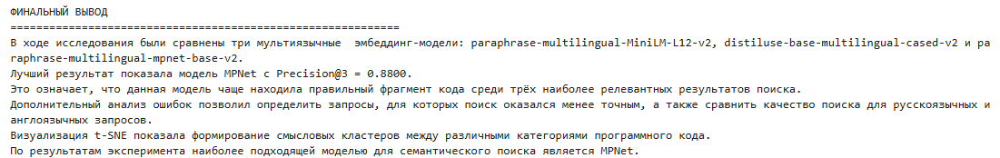 ФИНАЛЬНЫЙ ВЫВОД
============================================================
В ходе исследования были сравнены три мультиязычные  эмбеддинг-модели: paraphrase-multilingual-MiniLM-L12-v2, distiluse-base-multilingual-cased-v2 и pa
raphrase-multilingual-mpnet-base-v2.
Лучший результат показала модель MPNet с Precision@3 = 0.8800.
Это означает, что данная модель чаще находила правильный фрагмент кода среди трёх наиболее релевантных результатов поиска.
Дополнительный анализ ошибок позволил определить запросы, для которых поиск оказался менее точным, а также сравнить качество поиска для русскоязычных и
англоязычных запросов.
Визуализация t-SNE показала формирование смысловых кластеров между различными категориями программного кода.
По результатам эксперимента наиболее подходящей моделью для семантического поиска является MPNet.